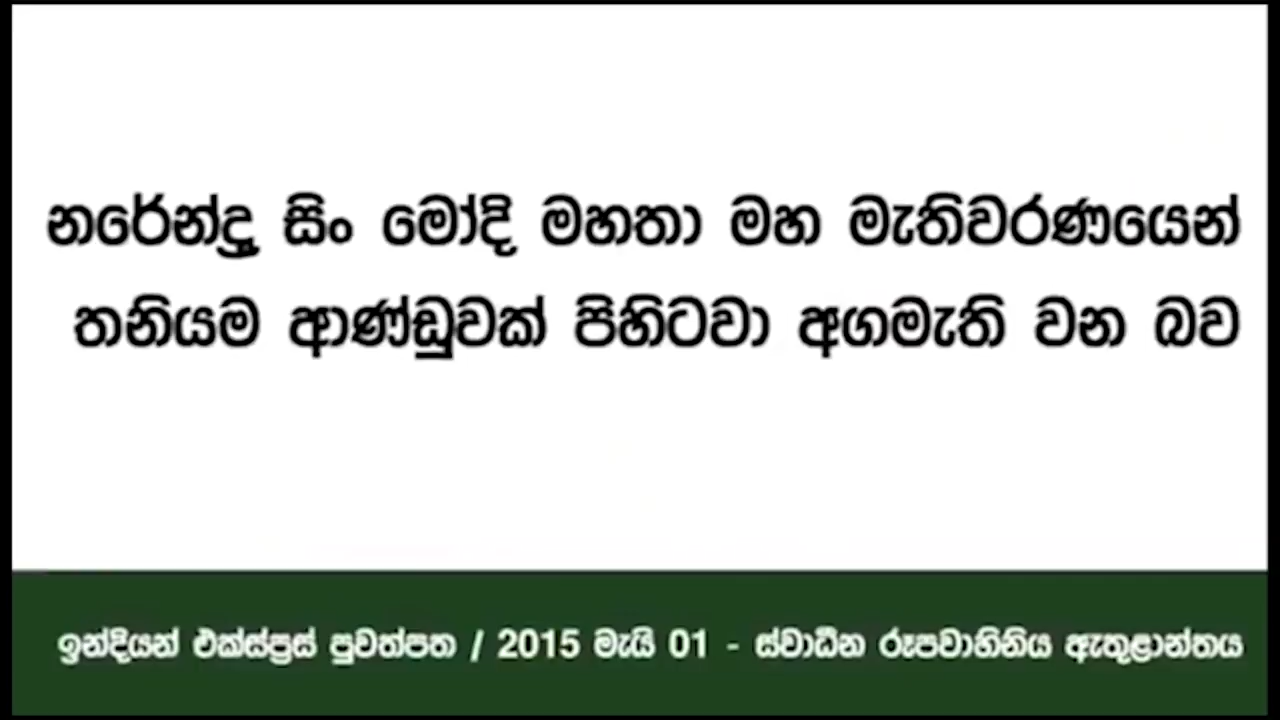 නරේන්ද්‍ර සිං මෝදි මහතා මහ මැතිවරණයෙන්
තනියම ආණ්ඩුවක් පිහිටවා අගමැති වන බව
ඉන්දියන් එක්ස්ප්‍රස් පුවත්පත / 2015 මැයි 01 - ස්වාධීන රූපවාහිනිය ඇතුළාන්තය